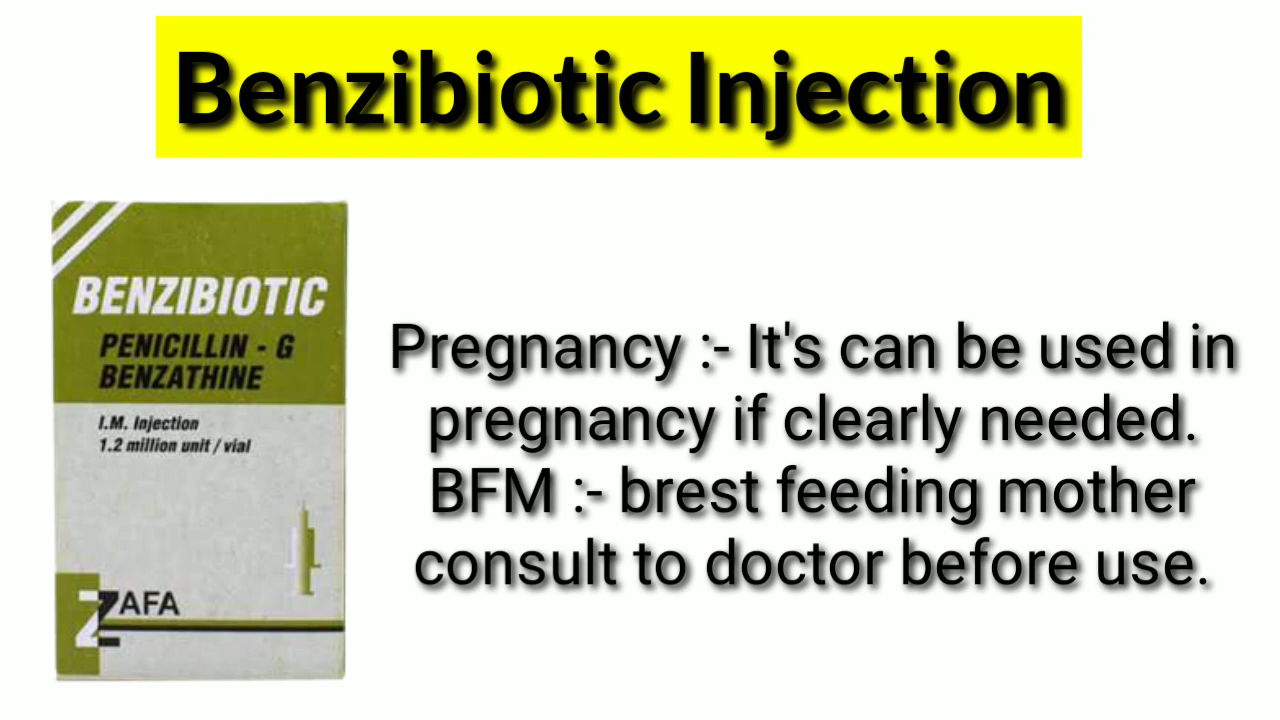 Benzibiotic Injection
BENZIBIOTIC
PENICILLIN - G
BENZATHINE
I.M. Injection
1.2 million unit / vial
ZAFA
Pregnancy :- It's can be used in
pregnancy if clearly needed.
BFM :- brest feeding mother
consult to doctor before use.